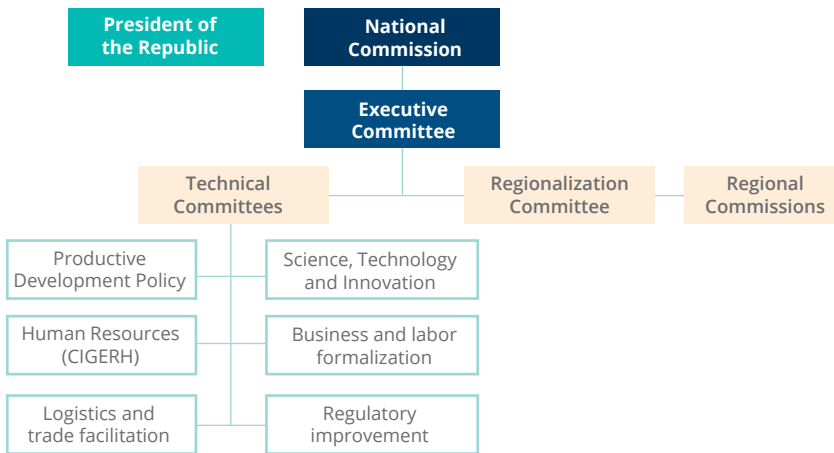 President of
the Republic
National
Commission
Executive
Committee
Technical
Committees
Regionalization
Committee
Regional
Commissions
Productive
Development Policy
Science, Technology
and Innovation
Human Resources
(CIGERH)
Business and labor
formalization
Logistics and
trade facilitation
Regulatory
improvement